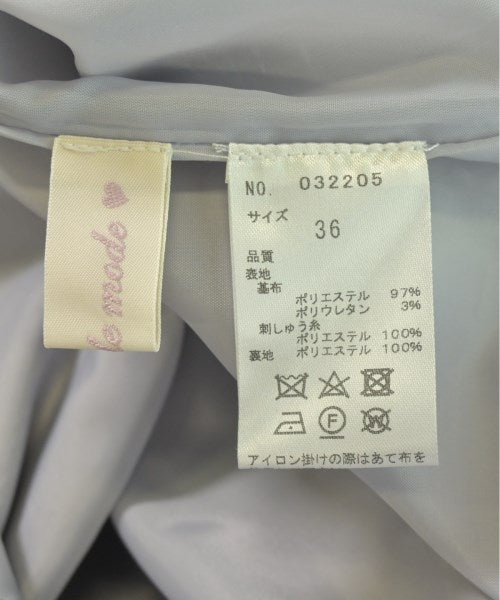 de mode ♥
NO. 032205
サイズ
36
品質
表地
基布
ポリエステル 97%
ポリウレタン 3%
刺しゅう糸
ポリエステル 100%
裏地 ポリエステル 100%
F
W
アイロン掛けの際はあて布を